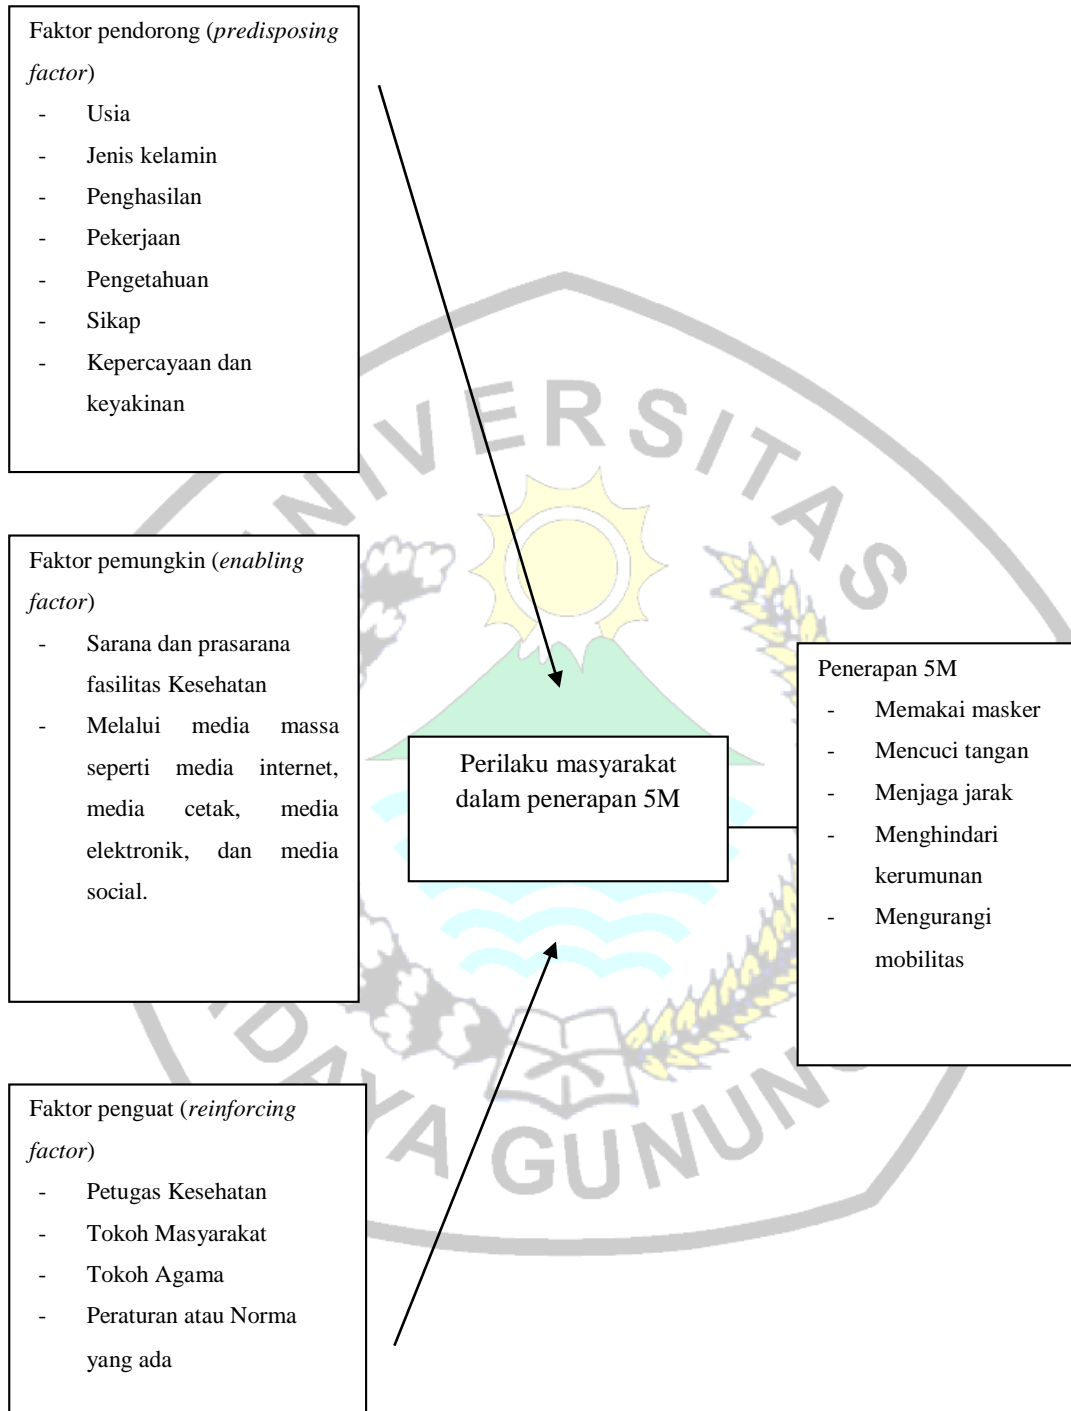 Faktor pendorong (predisposing
factor)
- Usia
- Jenis kelamin
- Penghasilan
- Pekerjaan
- Pengetahuan
- Sikap
- Kepercayaan dan
keyakinan
Faktor pemungkin (enabling
factor)
- Sarana dan prasarana
fasilitas Kesehatan
- Melalui media massa
seperti media internet,
media cetak, media
elektronik, dan media
social.
Faktor penguat (reinforcing
factor)
- Petugas Kesehatan
- Tokoh Masyarakat
- Tokoh Agama
- Peraturan atau Norma
yang ada
Perilaku masyarakat
dalam penerapan 5M
Penerapan 5M
- Memakai masker
- Mencuci tangan
- Menjaga jarak
- Menghindari
kerumunan
- Mengurangi
mobilitas
UNIVERSITAS